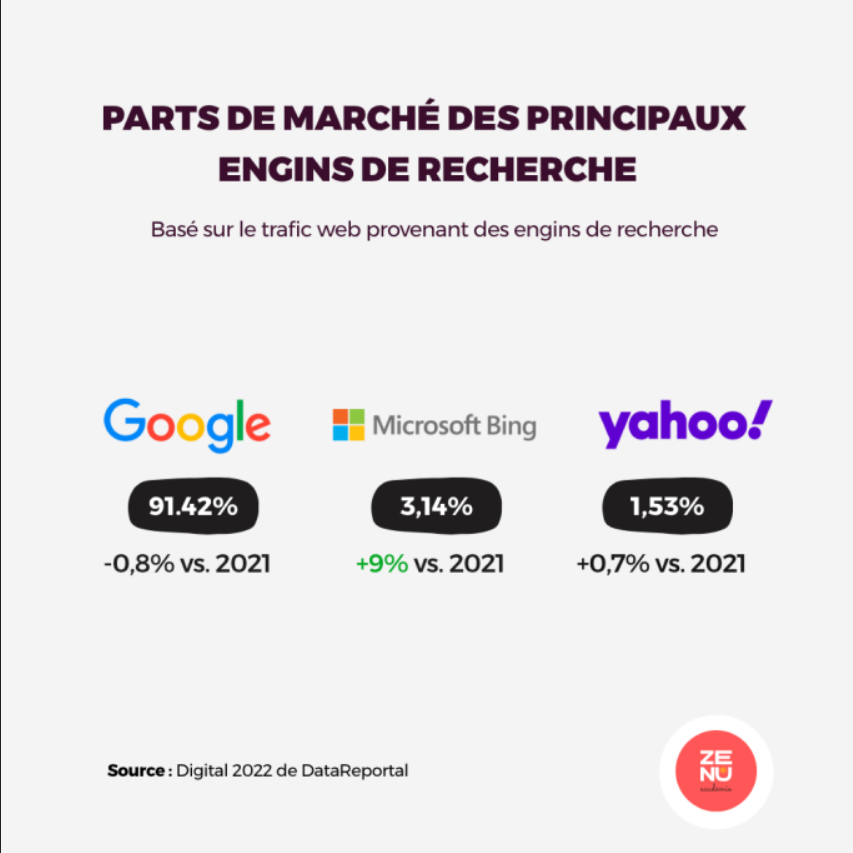 PARTS DE MARCHÉ DES PRINCIPAUX
ENGINS DE RECHERCHE
Basé sur le trafic web provenant des engins de recherche
Google Microsoft Bing yahoo!
91.42% 3,14% 1,53%
-0,8% vs. 2021 +9% vs. 2021 +0,7% vs. 2021
Source : Digital 2022 de DataReportal
ZE
NU
académie